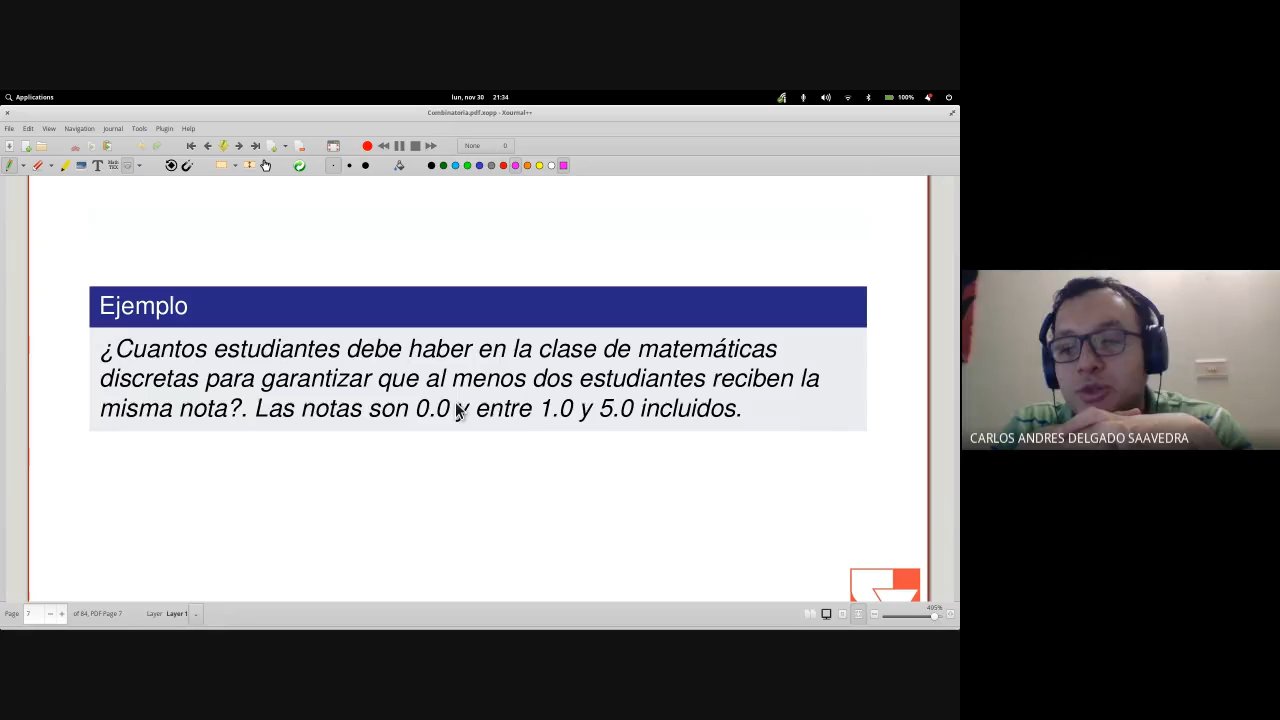 Applications
lun, nov 30 21:34
100%
Combinatoria.pdf.xopp - Xournal++
File Edit View Navigation Journal Tools Plugin Help
None 0
Ejemplo
¿Cuantos estudiantes debe haber en la clase de matemáticas
discretas para garantizar que al menos dos estudiantes reciben la
misma nota?. Las notas son 0.0 y entre 1.0 y 5.0 incluidos.
CARLOS ANDRES DELGADO SAAVEDRA
Page 7 of 84, PDF Page 7 Layer Layer 1
495%